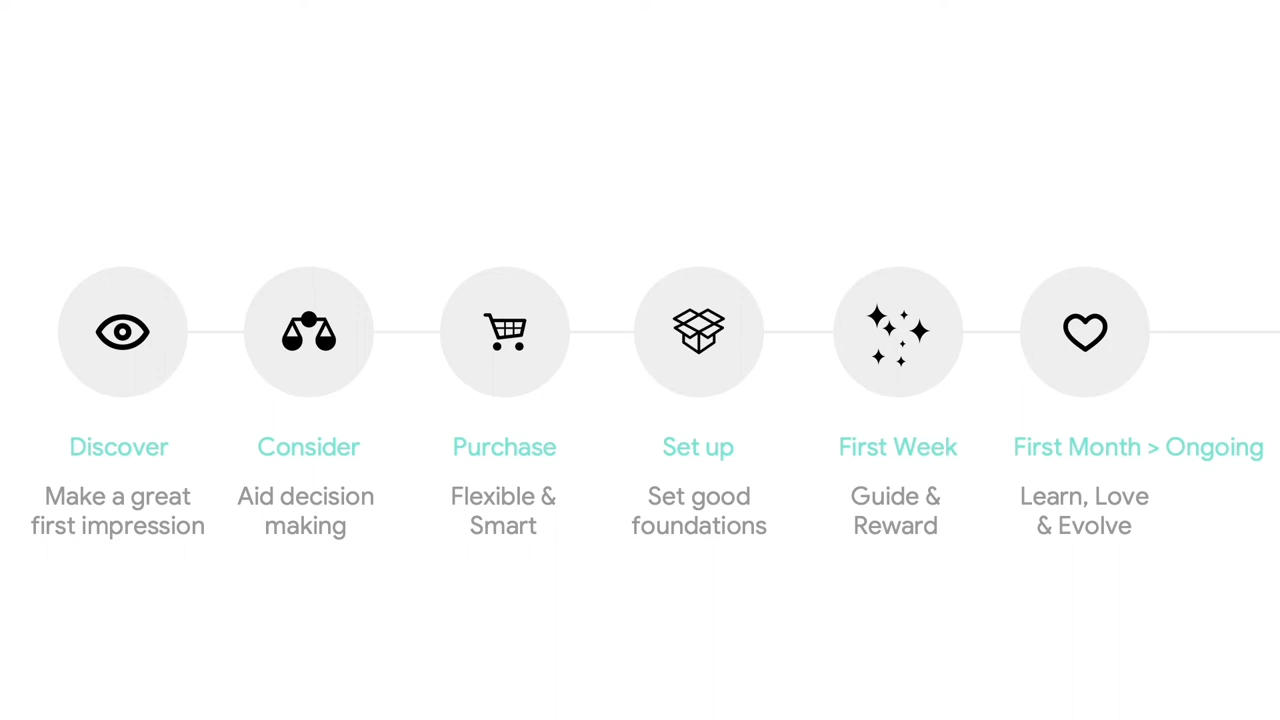 Discover
Make a great
first impression
Consider
Aid decision
making
Purchase
Flexible &
Smart
Set up
Set good
foundations
First Week
Guide &
Reward
First Month > Ongoing
Learn, Love
& Evolve